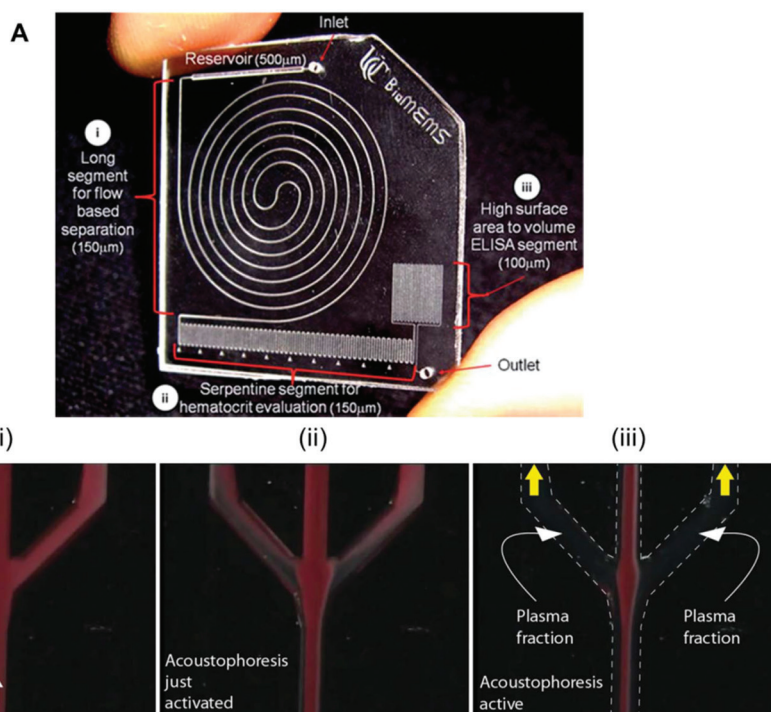 A
Inlet
Reservoir (500μm)
UC BioMEMS
i
Long
segment
for flow
based
separation
(150μm)
iii
High surface
area to volume
ELISA segment
(100μm)
Outlet
ii
Serpentine segment for
hematocrit evaluation (150μm)
i)
(ii)
(iii)
Acoustophoresis
just
activated
Plasma
fraction
Plasma
fraction
Acoustophoresis
active